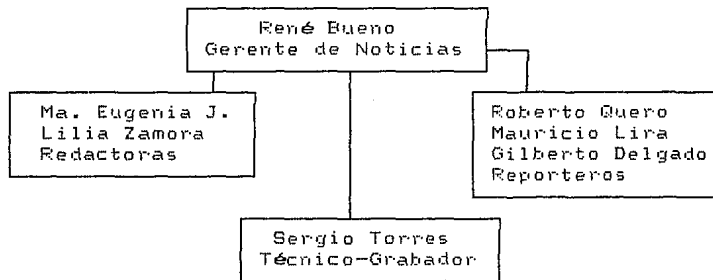 René Bueno
Gerente de Noticias
Ma. Eugenia J.
Lilia Zamora
Redactoras
Roberto Quero
Mauricio Lira
Gilberto Delgado
Reporteros
Sergio Torres
Técnico-Grabador